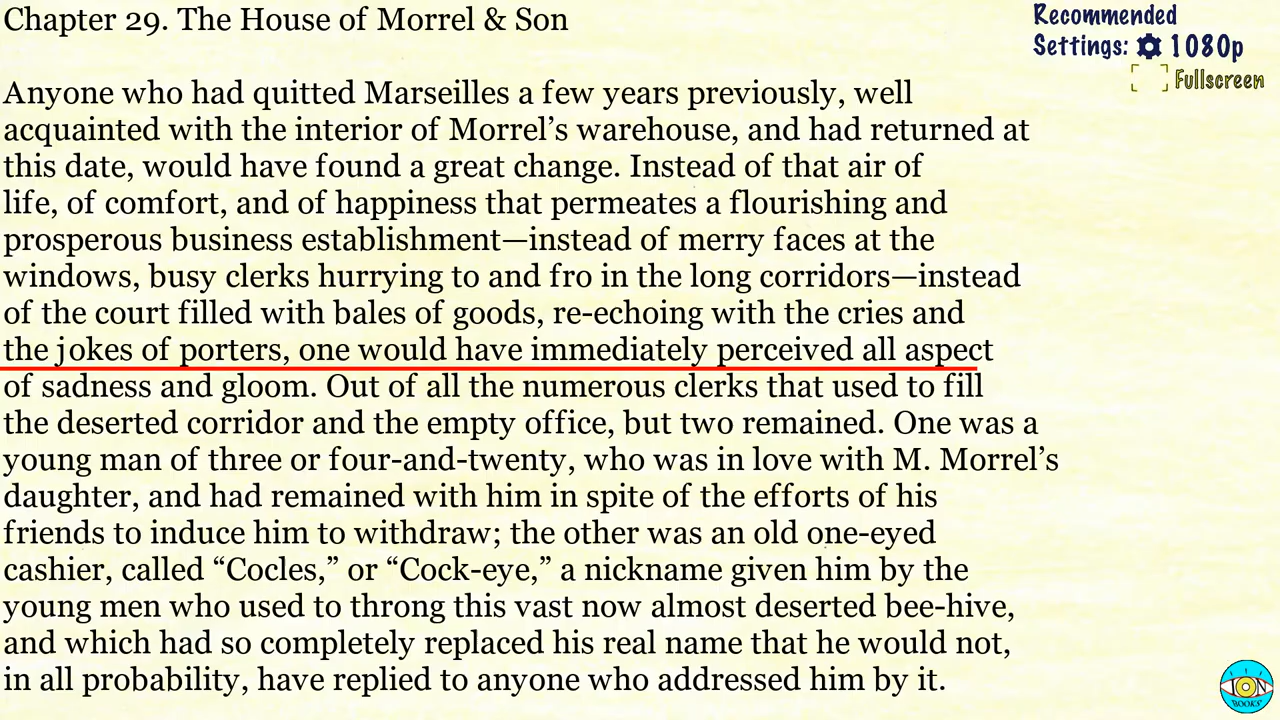 Chapter 29. The House of Morrel & Son
Recommended
Settings: 1080p
Fullscreen
Anyone who had quitted Marseilles a few years previously, well
acquainted with the interior of Morrel’s warehouse, and had returned at
this date, would have found a great change. Instead of that air of
life, of comfort, and of happiness that permeates a flourishing and
prosperous business establishment—instead of merry faces at the
windows, busy clerks hurrying to and fro in the long corridors—instead
of the court filled with bales of goods, re-echoing with the cries and
the jokes of porters, one would have immediately perceived all aspect
of sadness and gloom. Out of all the numerous clerks that used to fill
the deserted corridor and the empty office, but two remained. One was a
young man of three or four-and-twenty, who was in love with M. Morrel’s
daughter, and had remained with him in spite of the efforts of his
friends to induce him to withdraw; the other was an old one-eyed
cashier, called “Cocles,” or “Cock-eye,” a nickname given him by the
young men who used to throng this vast now almost deserted bee-hive,
and which had so completely replaced his real name that he would not,
in all probability, have replied to anyone who addressed him by it.
ION
BOOKS